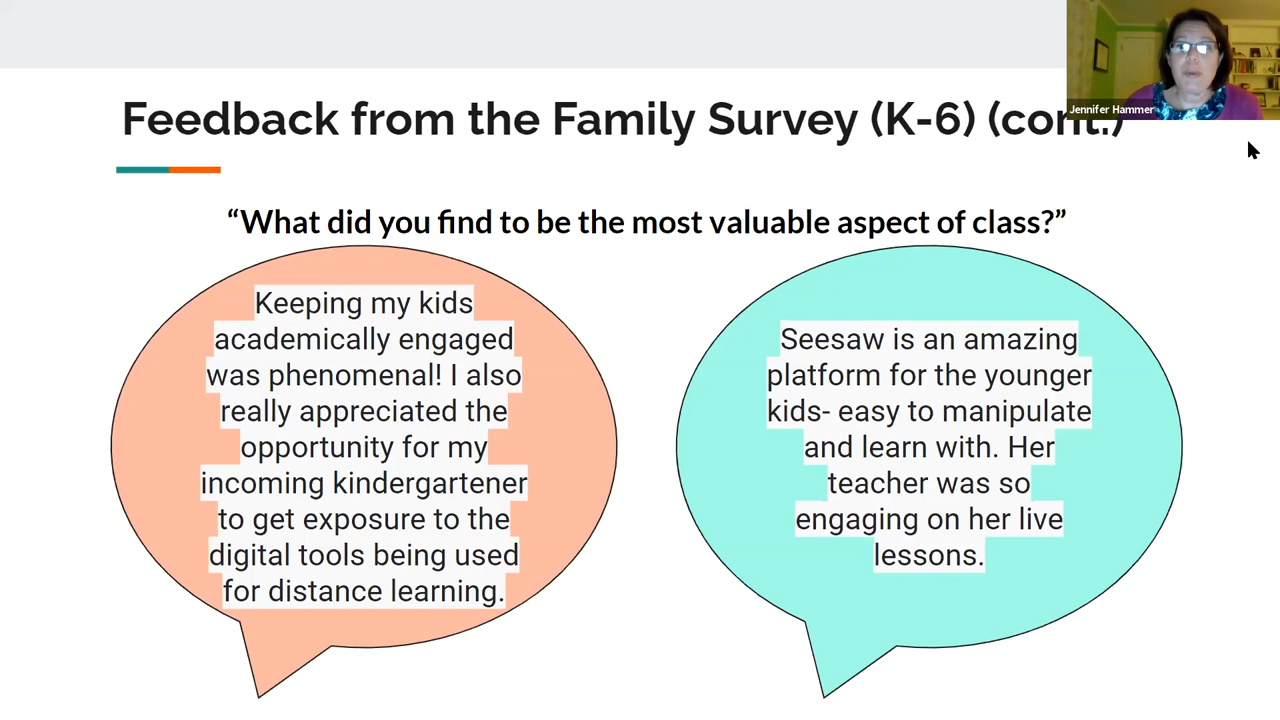 Jennifer Hammer
Feedback from the Family Survey (K-6) (cont.)
“What did you find to be the most valuable aspect of class?”
Keeping my kids
academically engaged
was phenomenal! I also
really appreciated the
opportunity for my
incoming kindergartener
to get exposure to the
digital tools being used
for distance learning.
Seesaw is an amazing
platform for the younger
kids- easy to manipulate
and learn with. Her
teacher was so
engaging on her live
lessons.